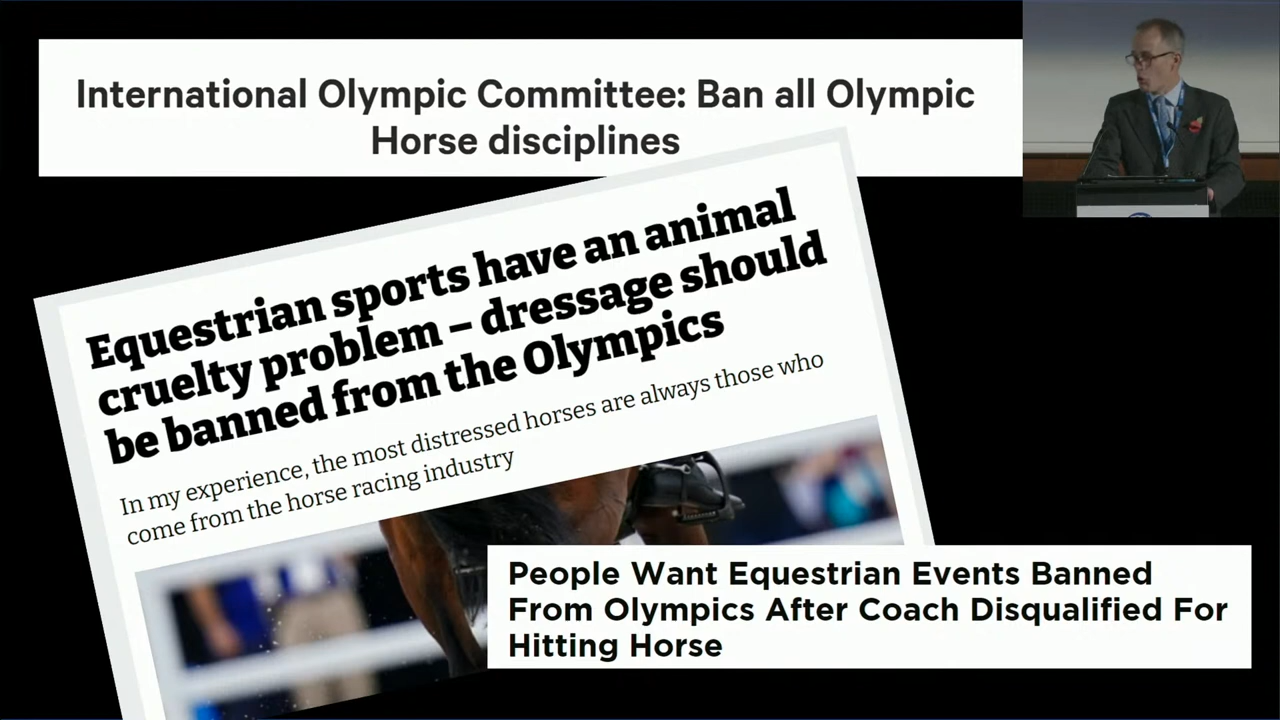 International Olympic Committee: Ban all Olympic
Horse disciplines
Equestrian sports have an animal
cruelty problem – dressage should
be banned from the Olympics
In my experience, the most distressed horses are always those who
come from the horse racing industry
People Want Equestrian Events Banned
From Olympics After Coach Disqualified For
Hitting Horse